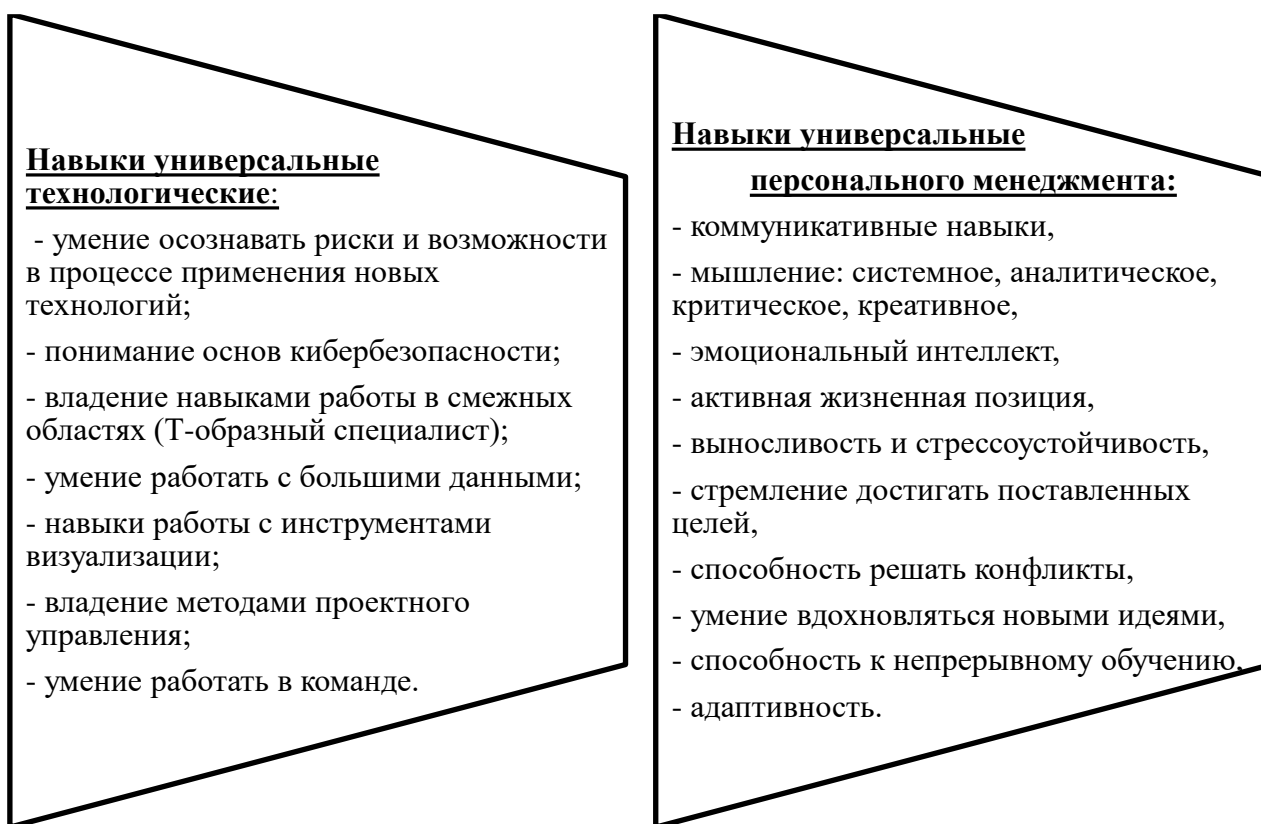 Навыки универсальные
технологические:
- умение осознавать риски и возможности
в процессе применения новых
технологий;
- понимание основ кибербезопасности;
- владение навыками работы в смежных
областях (Т-образный специалист);
- умение работать с большими данными;
- навыки работы с инструментами
визуализации;
- владение методами проектного
управления;
- умение работать в команде.
Навыки универсальные
персонального менеджмента:
- коммуникативные навыки,
- мышление: системное, аналитическое,
критическое, креативное,
- эмоциональный интеллект,
- активная жизненная позиция,
- выносливость и стрессоустойчивость,
- стремление достигать поставленных
целей,
- способность решать конфликты,
- умение вдохновляться новыми идеями,
- способность к непрерывному обучению,
- адаптивность.